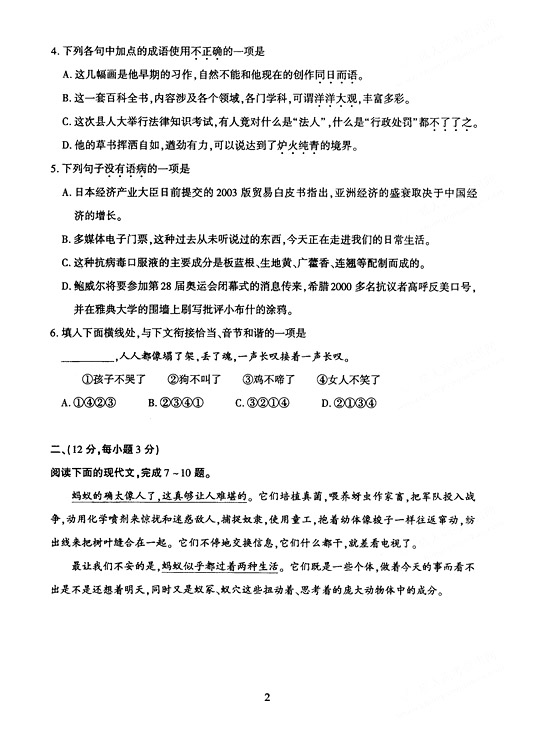 4. 下列各句中加点的成语使用不正确的一项是
A. 这几幅画是他早期的习作,自然不能和他现在的创作同日而语。
B. 这一套百科全书,内容涉及各个领域,各门学科,可谓洋洋大观,丰富多彩。
C. 这次县人大举行法律知识考试,有人竟对什么是“法人”,什么是“行政处罚”都不了了之。
D. 他的草书挥洒自如,遒劲有力,可以说达到了炉火纯青的境界。
5. 下列句子没有语病的一项是
A. 日本经济产业大臣日前提交的 2003 版贸易白皮书指出,亚洲经济的盛衰取决于中国经
济的增长。
B. 多媒体电子门票,这种过去从未听说过的东西,今天正在走进我们的日常生活。
C. 这种抗病毒口服液的主要成分是板蓝根、生地黄、广藿香、连翘等配制而成的。
D. 鲍威尔将要参加第 28 届奥运会闭幕式的消息传来,希腊 2000 多名抗议者高呼反美口号,
并在雅典大学的围墙上刷写批评小布什的涂鸦。
6. 填入下面横线处,与下文衔接恰当、音节和谐的一项是
________,人人都像塌了架,丢了魂,一声长叹接着一声长叹。
①孩子不哭了 ②狗不叫了 ③鸡不啼了 ④女人不笑了
A. ①④②③ B. ②③④① C. ③②①④ D. ②①③④
二、(12 分,每小题 3 分)
阅读下面的现代文,完成 7 ~ 10 题。
蚂蚁的确太像人了,这真够让人难堪的。它们培植真菌,喂养蚜虫作家畜,把军队投入战
争,动用化学喷剂来惊扰和迷惑敌人,捕捉奴隶,使用童工,抱着幼体像梭子一样往返窜动,纺
出线来把树叶缝合在一起。它们不停地交换信息,它们什么都干,就差看电视了。
最让我们不安的是,蚂蚁似乎都过着两种生活。它们既是一些个体,做着今天的事而看不
出是不是还想着明天,同时又是蚁冢、蚁穴这些扭动着、思考着的庞大动物体中的成分。
2